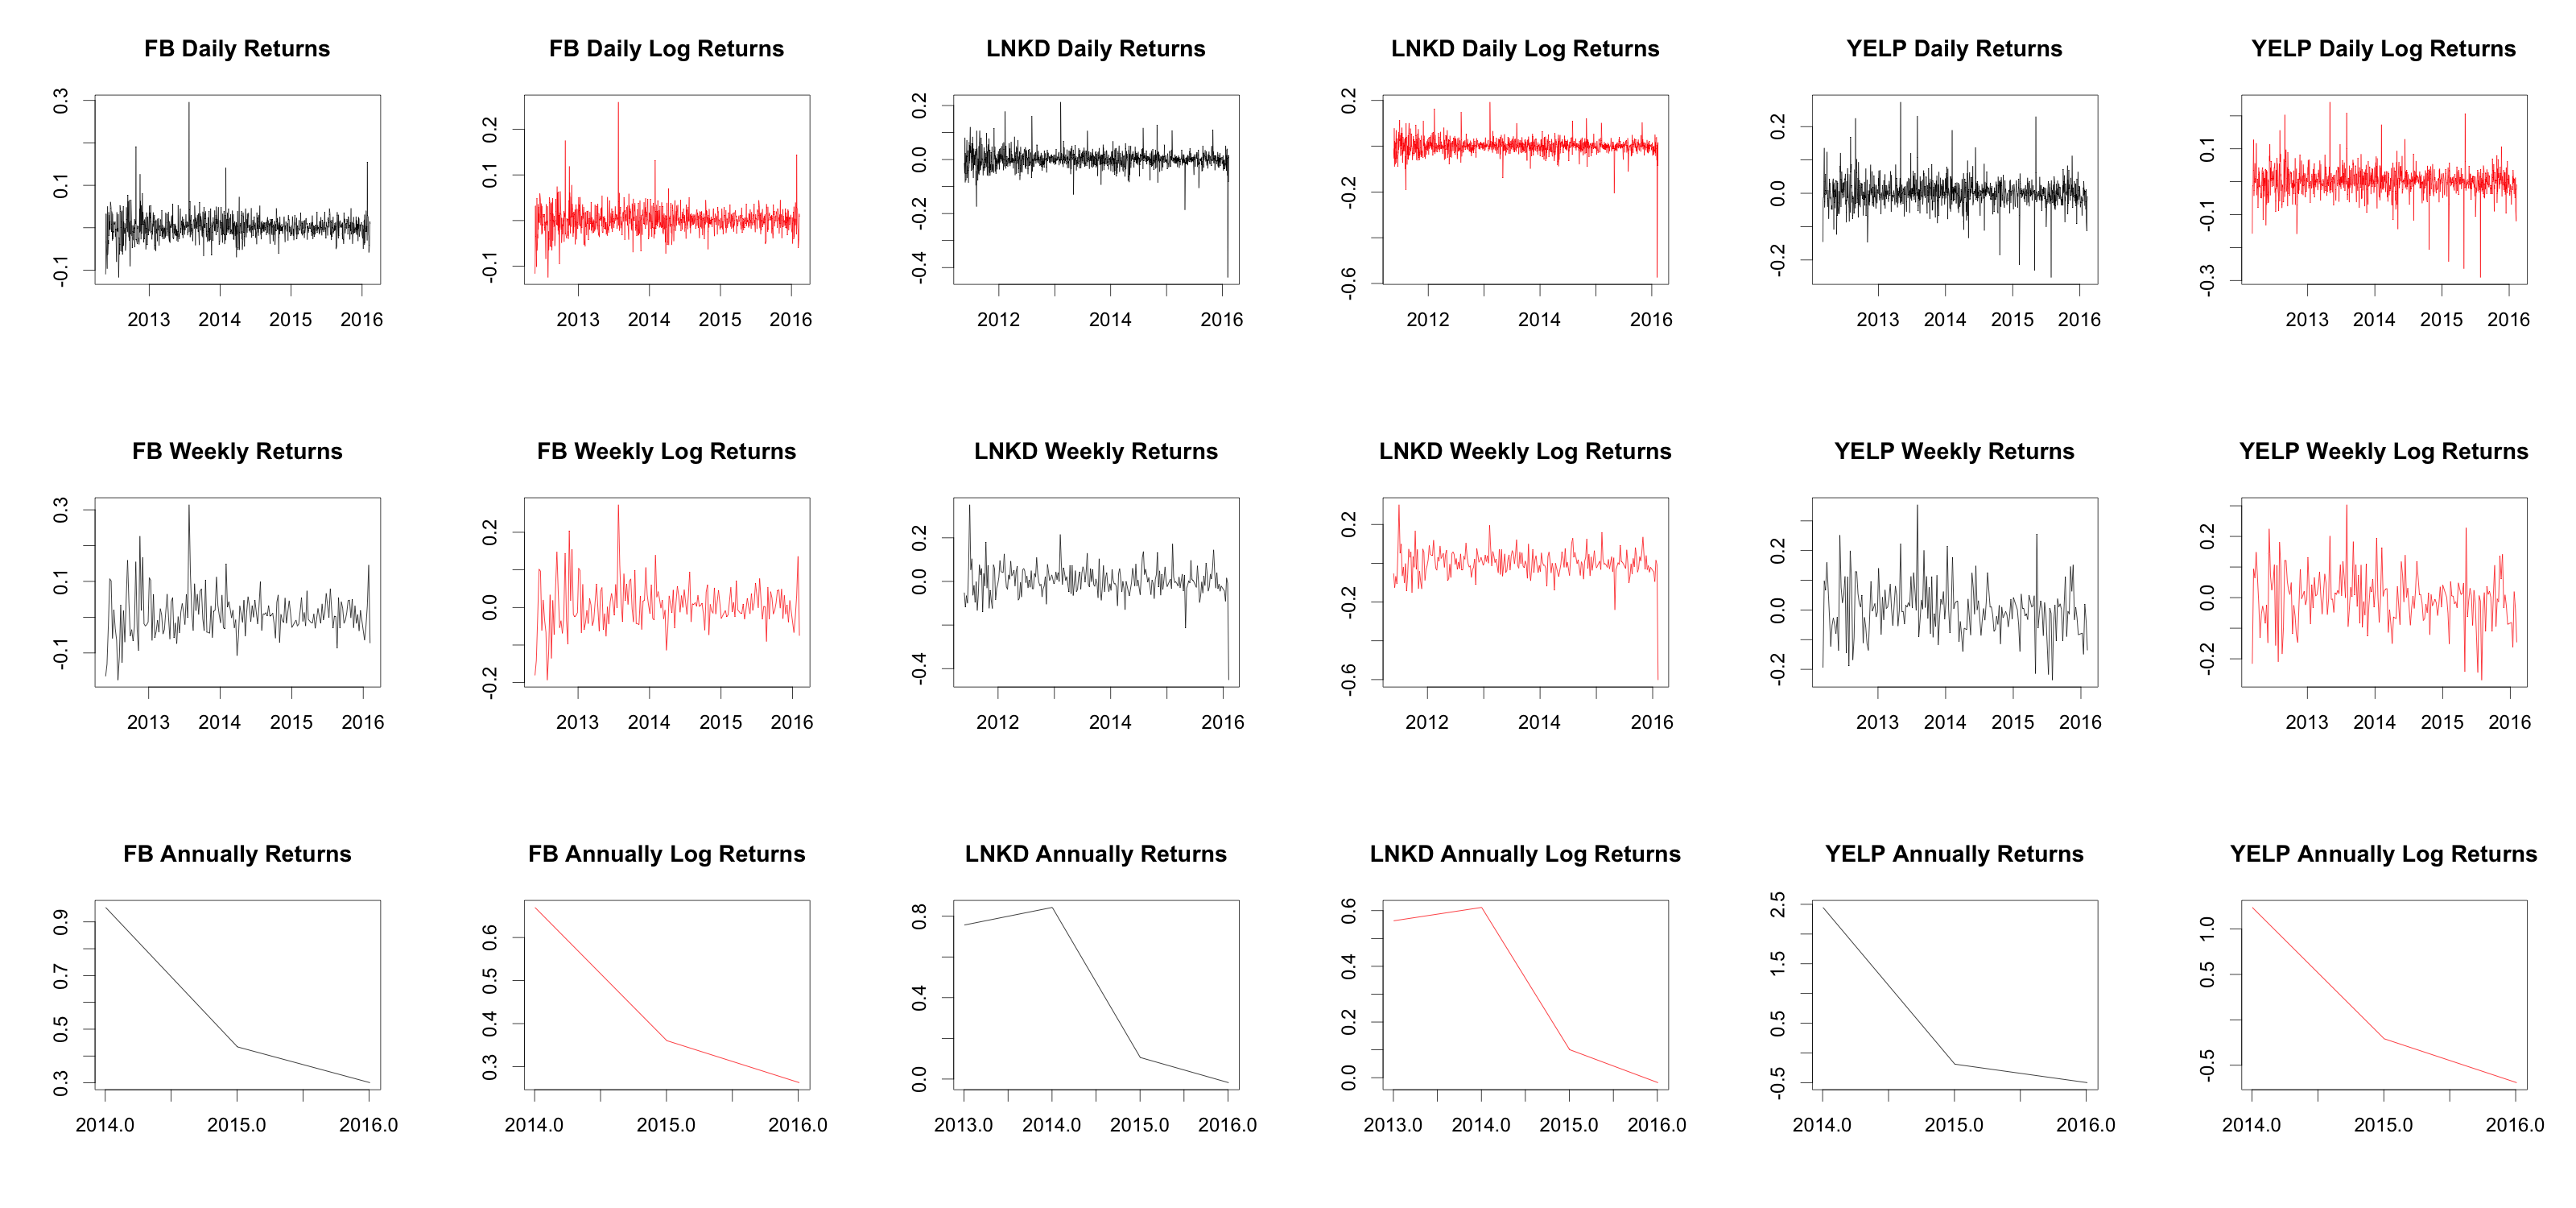 FB Daily Returns
FB Daily Log Returns
LNKD Daily Returns
LNKD Daily Log Returns
YELP Daily Returns
YELP Daily Log Returns
0.3
0.1
-0.1
2013 2014 2015 2016
0.2
0.1
-0.1
2013 2014 2015 2016
0.2
0.0
-0.2
-0.4
2012 2014 2016
0.2
-0.2
-0.6
2012 2014 2016
0.2
0.0
-0.2
2013 2014 2015 2016
0.1
-0.1
-0.3
2013 2014 2015 2016
FB Weekly Returns
FB Weekly Log Returns
LNKD Weekly Returns
LNKD Weekly Log Returns
YELP Weekly Returns
YELP Weekly Log Returns
0.3
0.1
-0.1
2013 2014 2015 2016
0.2
0.0
-0.2
2013 2014 2015 2016
0.2
0.0
-0.4
2012 2014 2016
0.2
-0.2
-0.6
2012 2014 2016
0.2
0.0
-0.2
2013 2014 2015 2016
0.2
0.0
-0.2
2013 2014 2015 2016
FB Annually Returns
FB Annually Log Returns
LNKD Annually Returns
LNKD Annually Log Returns
YELP Annually Returns
YELP Annually Log Returns
0.9
0.7
0.5
0.3
2014.0 2015.0 2016.0
0.6
0.5
0.4
0.3
2014.0 2015.0 2016.0
0.8
0.4
0.0
2013.0 2014.0 2015.0 2016.0
0.6
0.4
0.2
0.0
2013.0 2014.0 2015.0 2016.0
2.5
1.5
0.5
-0.5
2014.0 2015.0 2016.0
1.0
0.5
-0.5
2014.0 2015.0 2016.0